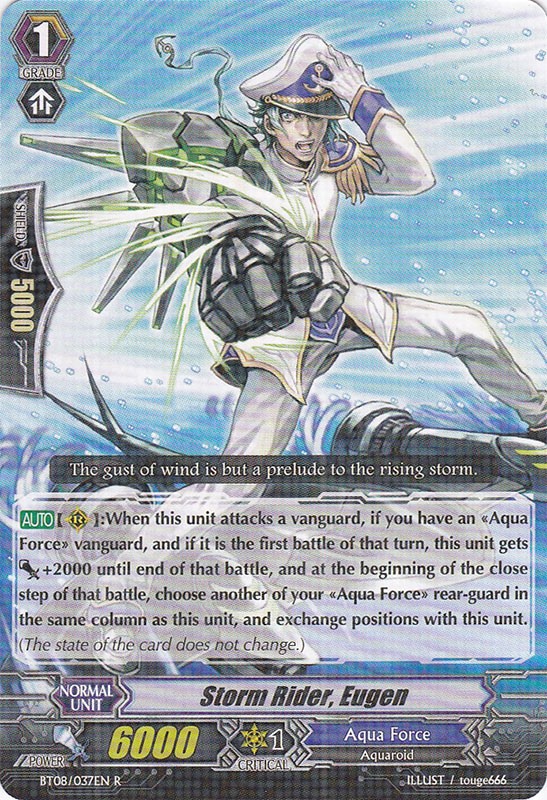 1
GRADE
SHIELD
5000
The gust of wind is but a prelude to the rising storm.
AUTO [ R ]:When this unit attacks a vanguard, if you have an «Aqua
Force» vanguard, and if it is the first battle of that turn, this unit gets
+2000 until end of that battle, and at the beginning of the close
step of that battle, choose another of your «Aqua Force» rear-guard in
the same column as this unit, and exchange positions with this unit.
(The state of the card does not change.)
NORMAL
UNIT
Storm Rider, Eugen
POWER
6000
1
CRITICAL
Aqua Force
Aquaroid
BT08/037EN R
ILLUST / touge666